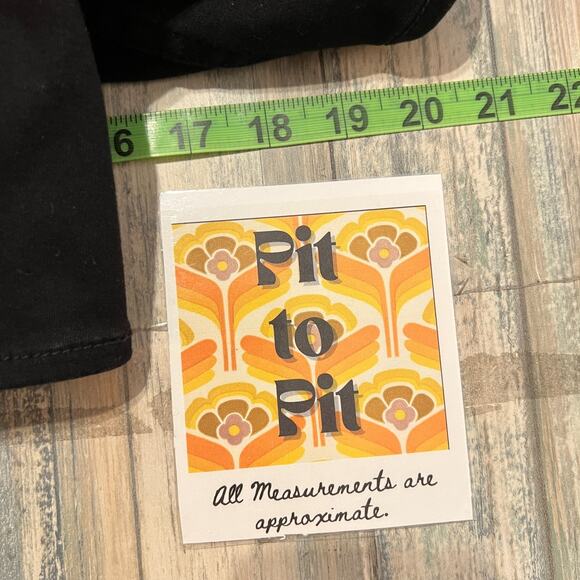 6 17 18 19 20 21 22
Pit
to
Pit
All Measurements are
approximate.